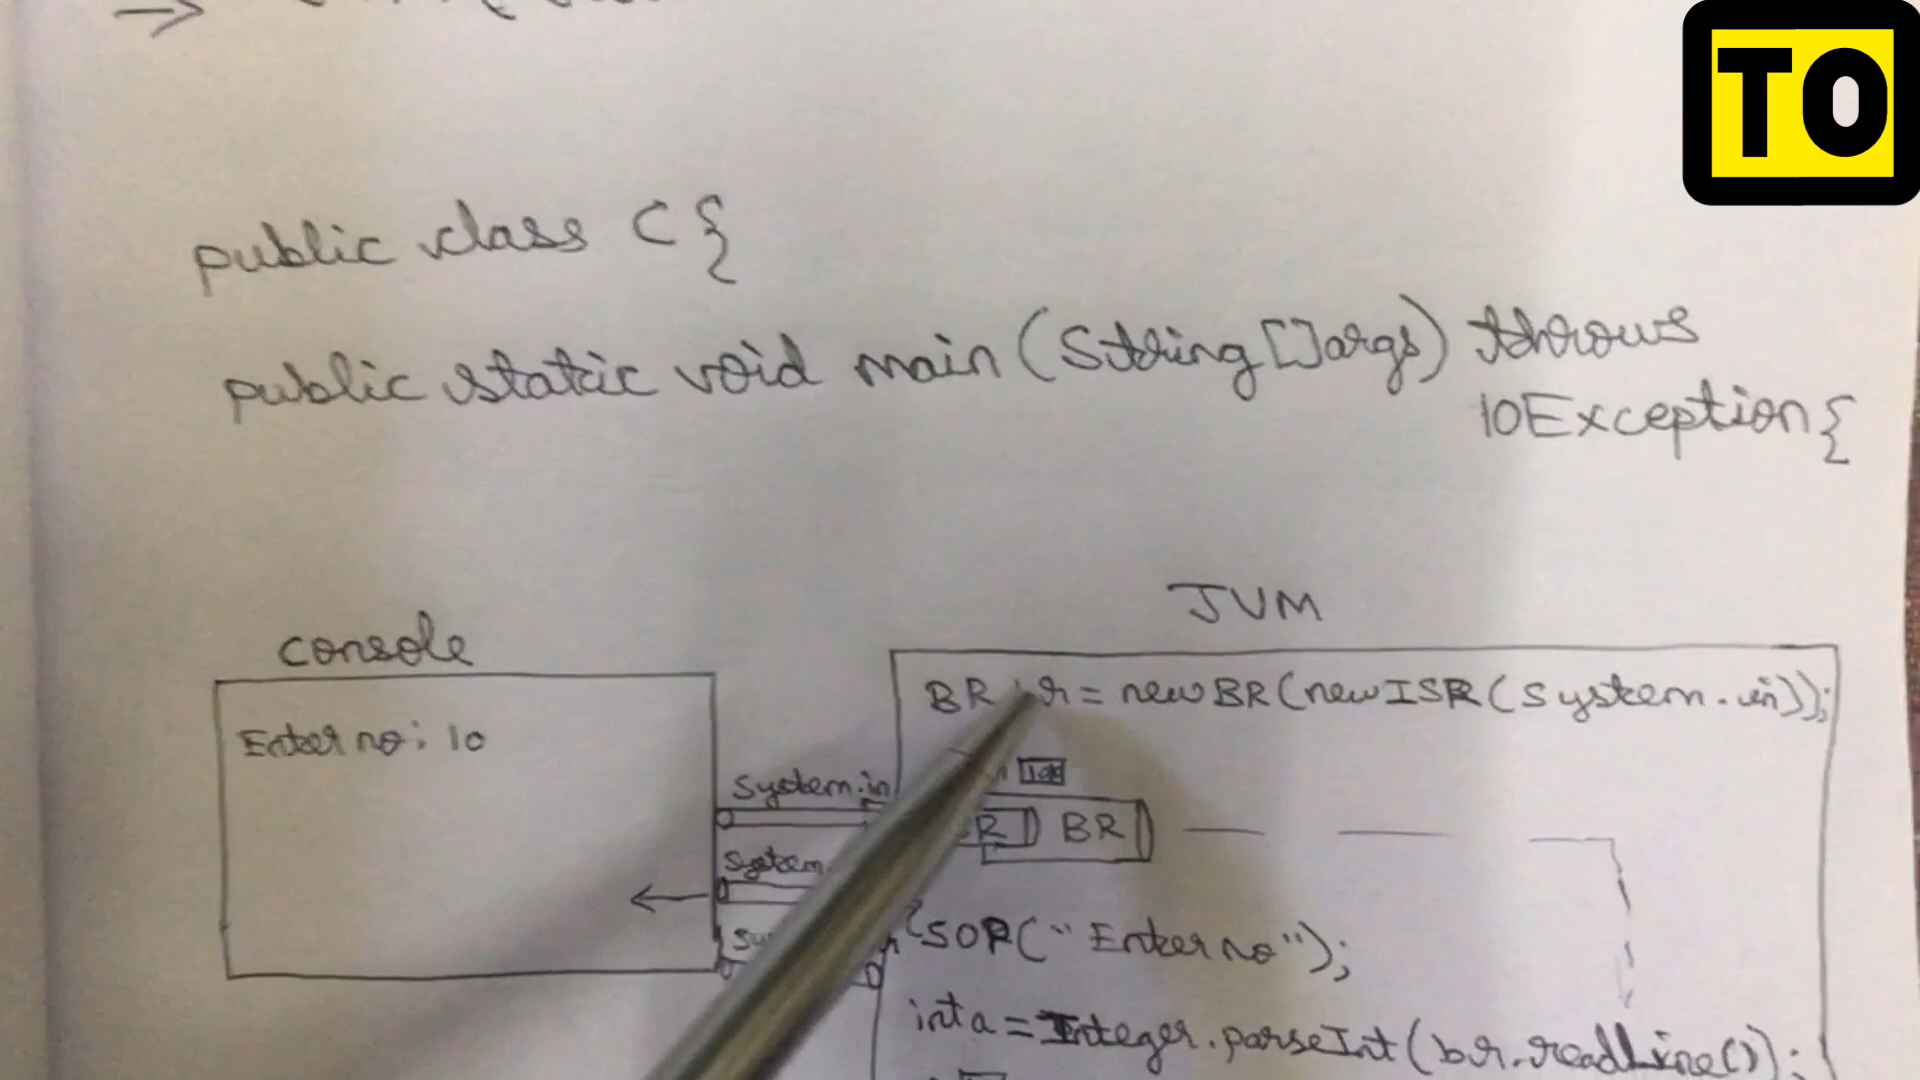 TO
public class C{
public static void main(String[]args) throws
IOException{
JVM
console
BR br = new BR(new ISR(System.in));
Enter no: 10
System.in
BR
System.
SOP("Enter no");
int a = Integer.parseInt(br.readLine());